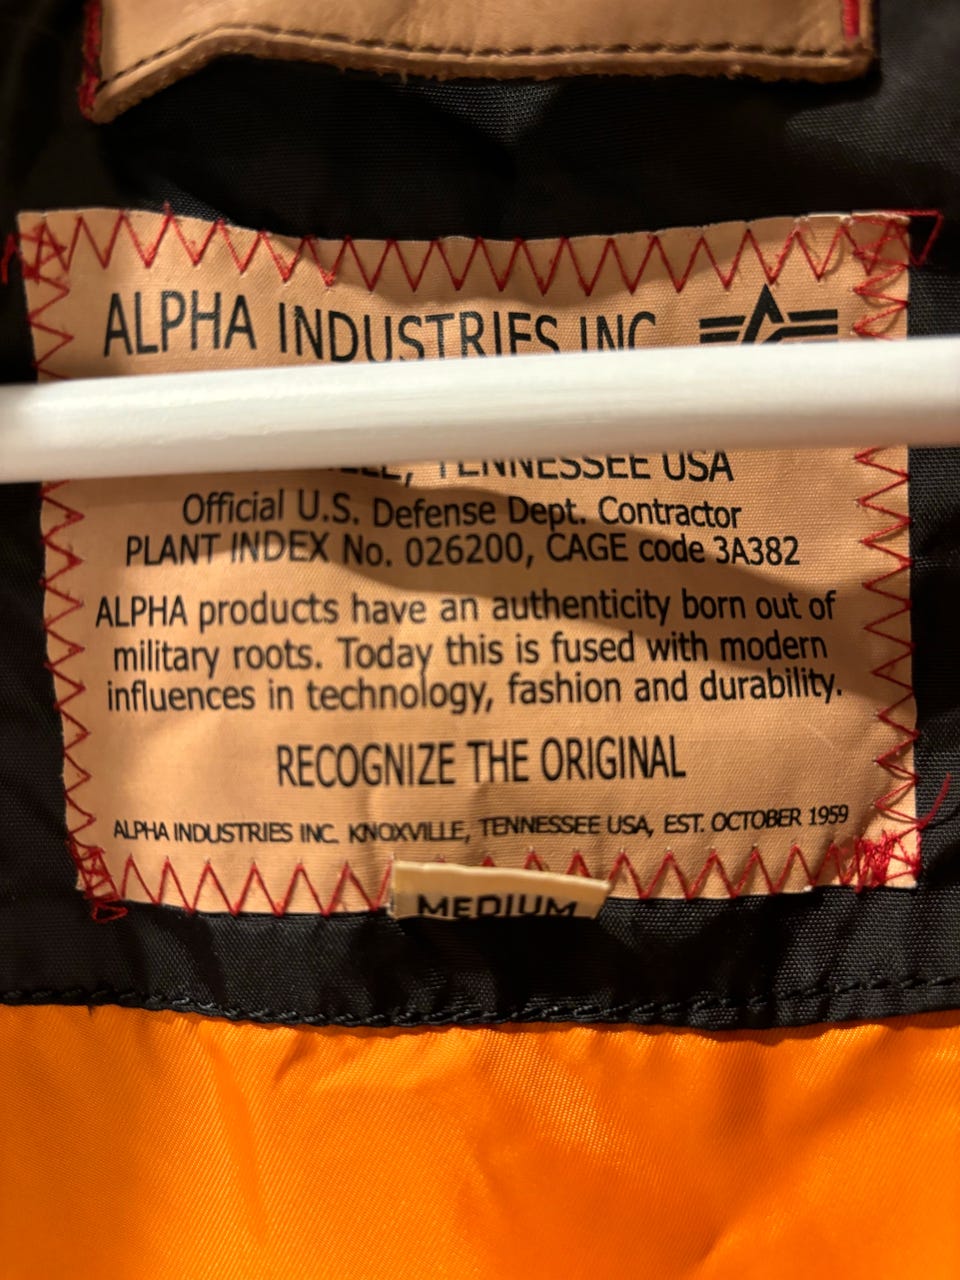 ALPHA INDUSTRIES INC
TENNESSEE USA
Official U.S. Defense Dept. Contractor
PLANT INDEX No. 026200, CAGE code 3A382
ALPHA products have an authenticity born out of
military roots. Today this is fused with modern
influences in technology, fashion and durability.
RECOGNIZE THE ORIGINAL
ALPHA INDUSTRIES INC. KNOXVILLE, TENNESSEE USA, EST. OCTOBER 1959
MEDIUM